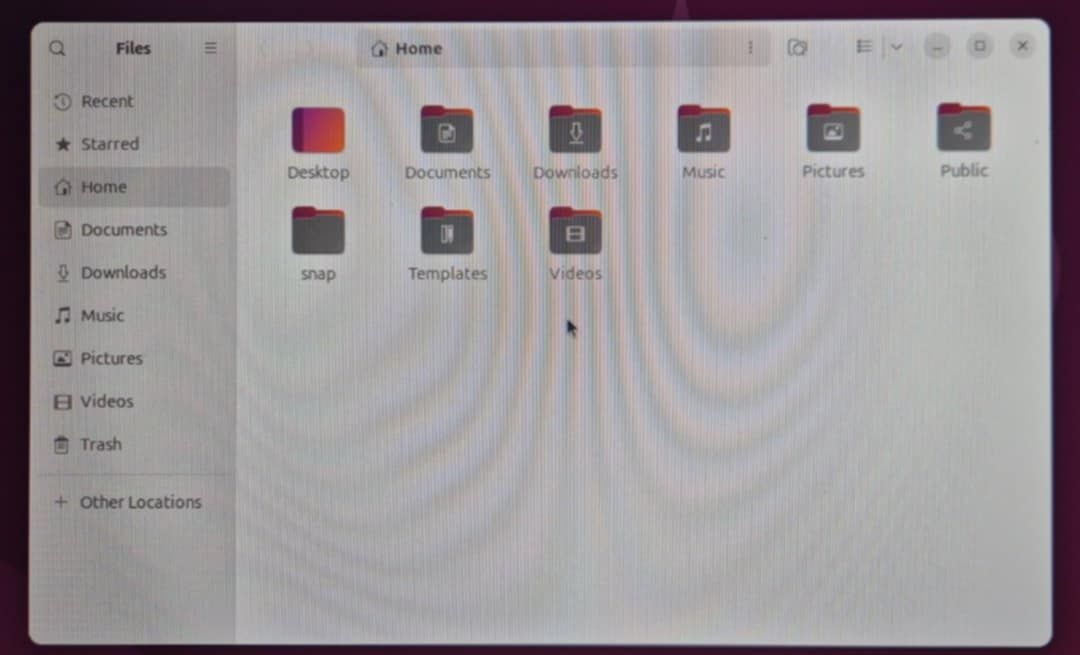 Files
Home
Recent
Starred
Home
Documents
Downloads
Music
Pictures
Videos
Trash
Other Locations
Desktop Documents Downloads Music Pictures Public
snap Templates Videos